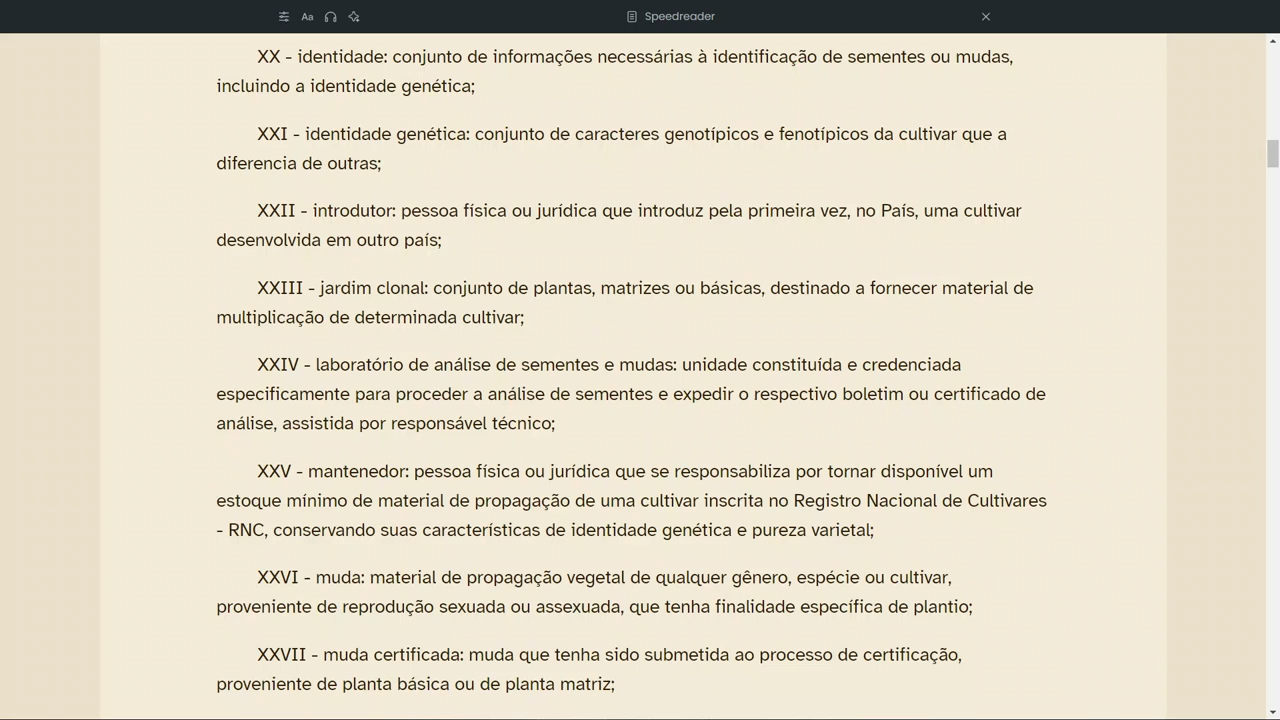 Aa
Speedreader
XX - identidade: conjunto de informações necessárias à identificação de sementes ou mudas,
incluindo a identidade genética;
XXI - identidade genética: conjunto de caracteres genotípicos e fenotípicos da cultivar que a
diferencia de outras;
XXII - introdutor: pessoa física ou jurídica que introduz pela primeira vez, no País, uma cultivar
desenvolvida em outro país;
XXIII - jardim clonal: conjunto de plantas, matrizes ou básicas, destinado a fornecer material de
multiplicação de determinada cultivar;
XXIV - laboratório de análise de sementes e mudas: unidade constituída e credenciada
especificamente para proceder a análise de sementes e expedir o respectivo boletim ou certificado de
análise, assistida por responsável técnico;
XXV - mantenedor: pessoa física ou jurídica que se responsabiliza por tornar disponível um
estoque mínimo de material de propagação de uma cultivar inscrita no Registro Nacional de Cultivares
- RNC, conservando suas características de identidade genética e pureza varietal;
XXVI - muda: material de propagação vegetal de qualquer gênero, espécie ou cultivar,
proveniente de reprodução sexuada ou assexuada, que tenha finalidade específica de plantio;
XXVII - muda certificada: muda que tenha sido submetida ao processo de certificação,
proveniente de planta básica ou de planta matriz;